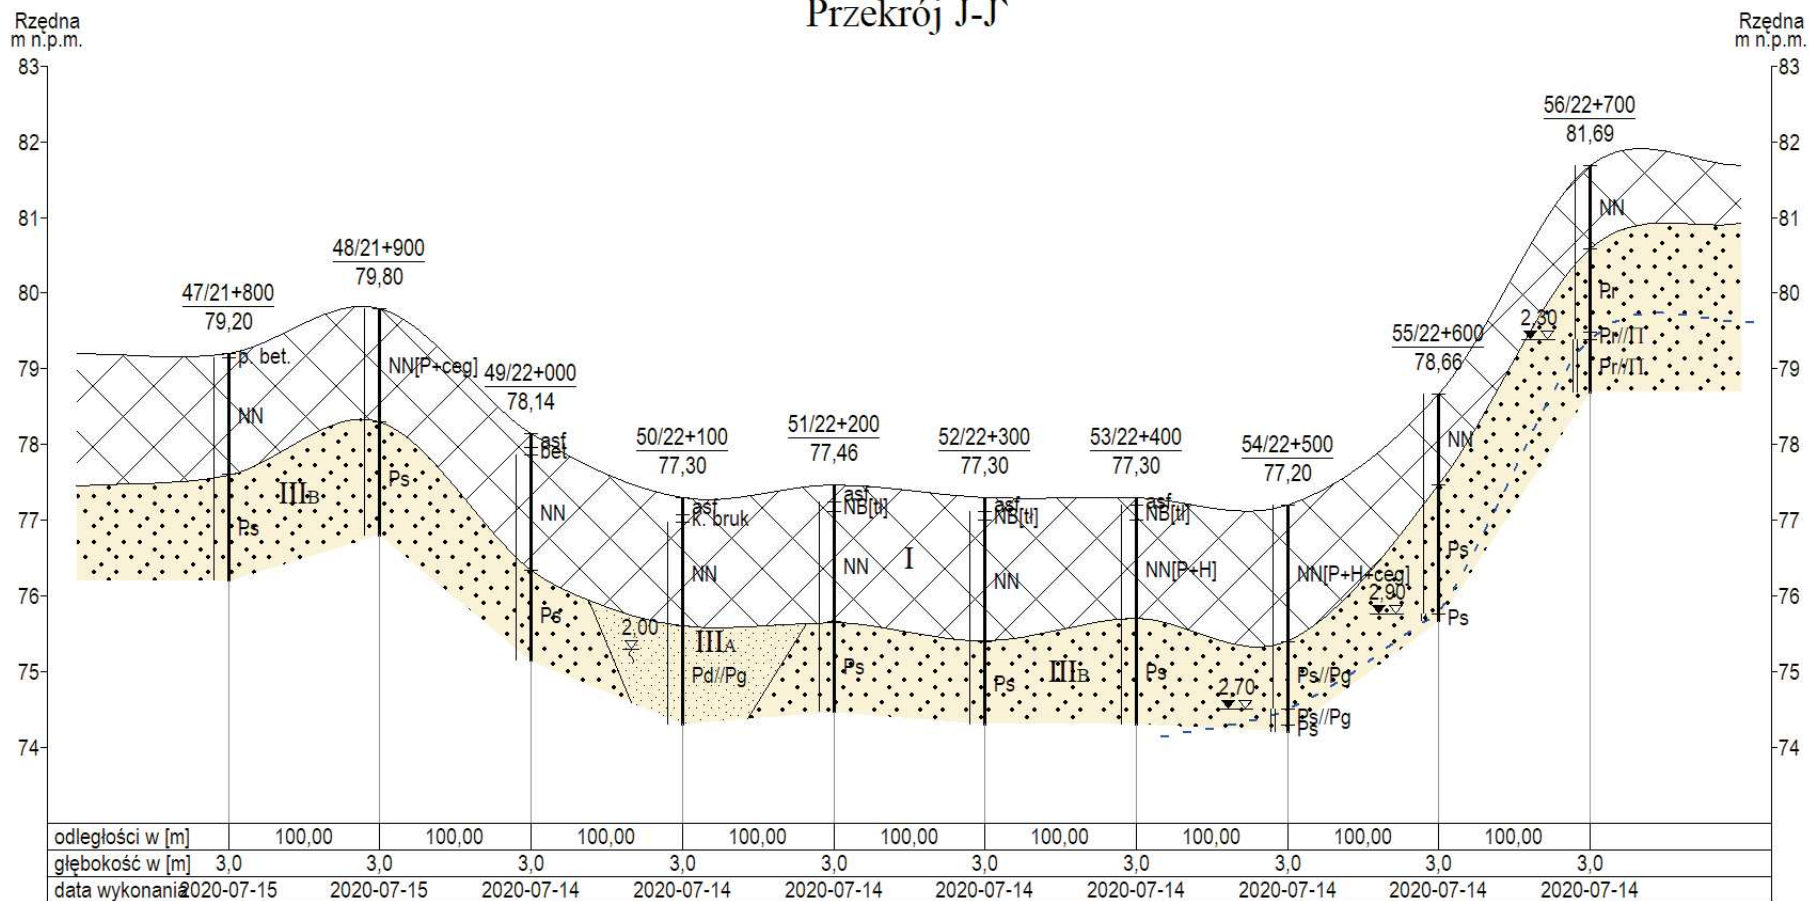 Przekrój J-J`
Rzędna
m n.p.m.
Rzędna
m n.p.m.
83
82
81
80
79
78
77
76
75
74
83
82
81
80
79
78
77
76
75
74
47/21+800
79,20
p. bet.
NN
Ps
IIIB
48/21+900
79,80
NN[P+ceg]
Ps
49/22+000
78,14
asf
bet
NN
Ps
50/22+100
77,30
asf
k. bruk
NN
2,00
IIIA
Pd//Pg
51/22+200
77,46
asf
NB[tł]
NN
Ps
I
52/22+300
77,30
asf
NB[tł]
NN
Ps
IIIB
53/22+400
77,30
asf
NB[tł]
NN[P+H]
Ps
54/22+500
77,20
NN[P+H+ceg]
Ps//Pg
2,70
Ps//Pg
Ps
55/22+600
78,66
NN
Ps
2,90
Ps
56/22+700
81,69
NN
Pr
2,30
Pr//Π
Pr//Π
odległości w [m] 100,00 100,00 100,00 100,00 100,00 100,00 100,00 100,00 100,00
głębokość w [m] 3,0 3,0 3,0 3,0 3,0 3,0 3,0 3,0 3,0 3,0
data wykonania 2020-07-15 2020-07-15 2020-07-14 2020-07-14 2020-07-14 2020-07-14 2020-07-14 2020-07-14 2020-07-14 2020-07-14